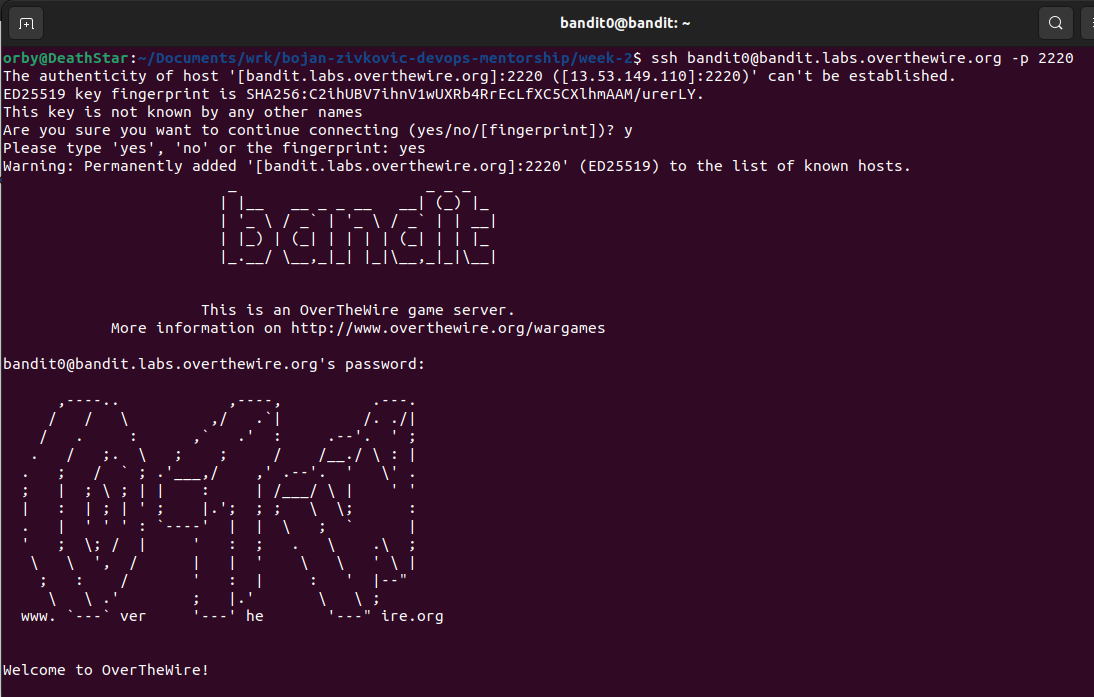 bandit0@bandit: ~
orby@DeathStar:~/Documents/wrk/bojan-zivkovic-devops-mentorship/week-2$ ssh bandit0@bandit.labs.overthewire.org -p 2220
The authenticity of host '[bandit.labs.overthewire.org]:2220 ([13.53.149.110]:2220)' can't be established.
ED25519 key fingerprint is SHA256:C2ihUBV7ihnV1wUXRb4RrEcLfXC5CXlhmAAM/urerLY.
This key is not known by any other names
Are you sure you want to continue connecting (yes/no/[fingerprint])? y
Please type 'yes', 'no' or the fingerprint: yes
Warning: Permanently added '[bandit.labs.overthewire.org]:2220' (ED25519) to the list of known hosts.
bandit
This is an OverTheWire game server.
More information on http://www.overthewire.org/wargames
bandit0@bandit.labs.overthewire.org's password:
www. `---` ver '---' he '---" ire.org
Welcome to OverTheWire!